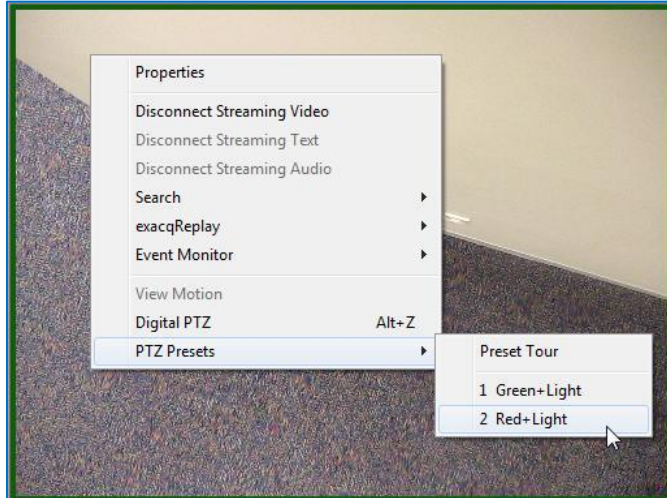 Properties
Disconnect Streaming Video
Disconnect Streaming Text
Disconnect Streaming Audio
Search
exacqReplay
Event Monitor
View Motion
Digital PTZ Alt+Z
PTZ Presets
Preset Tour
1 Green+Light
2 Red+Light